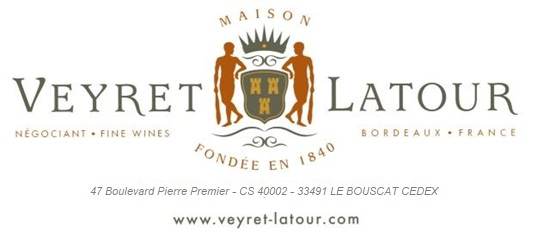 MAISON
VEYRET LATOUR
NÉGOCIANT • FINE WINES BORDEAUX • FRANCE
FONDÉE EN 1840
47 Boulevard Pierre Premier - CS 40002 - 33491 LE BOUSCAT CEDEX
www.veyret-latour.com